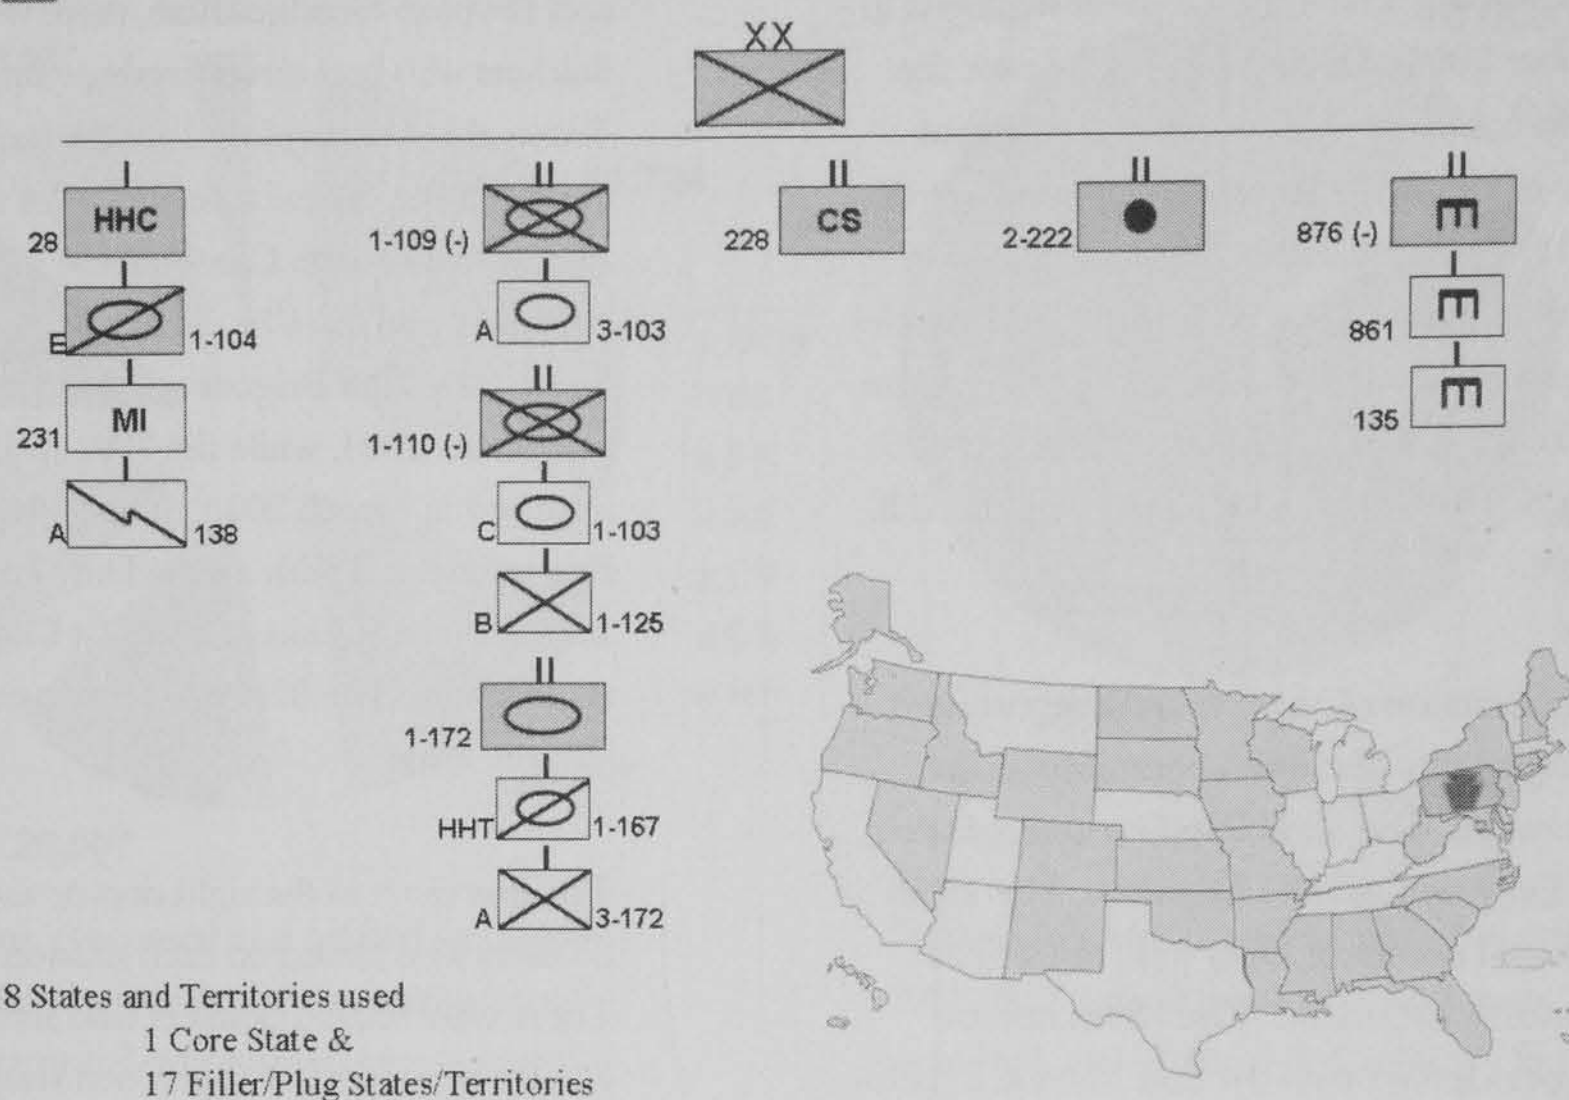 XX
28 HHC
E 1-104
231 MI
A 138
1-109 (-)
A 3-103
1-110 (-)
C 1-103
B 1-125
1-172
HHT 1-167
A 3-172
228 CS
2-222
876 (-) E
861 E
135 E
8 States and Territories used
1 Core State &
17 Filler/Plug States/Territories